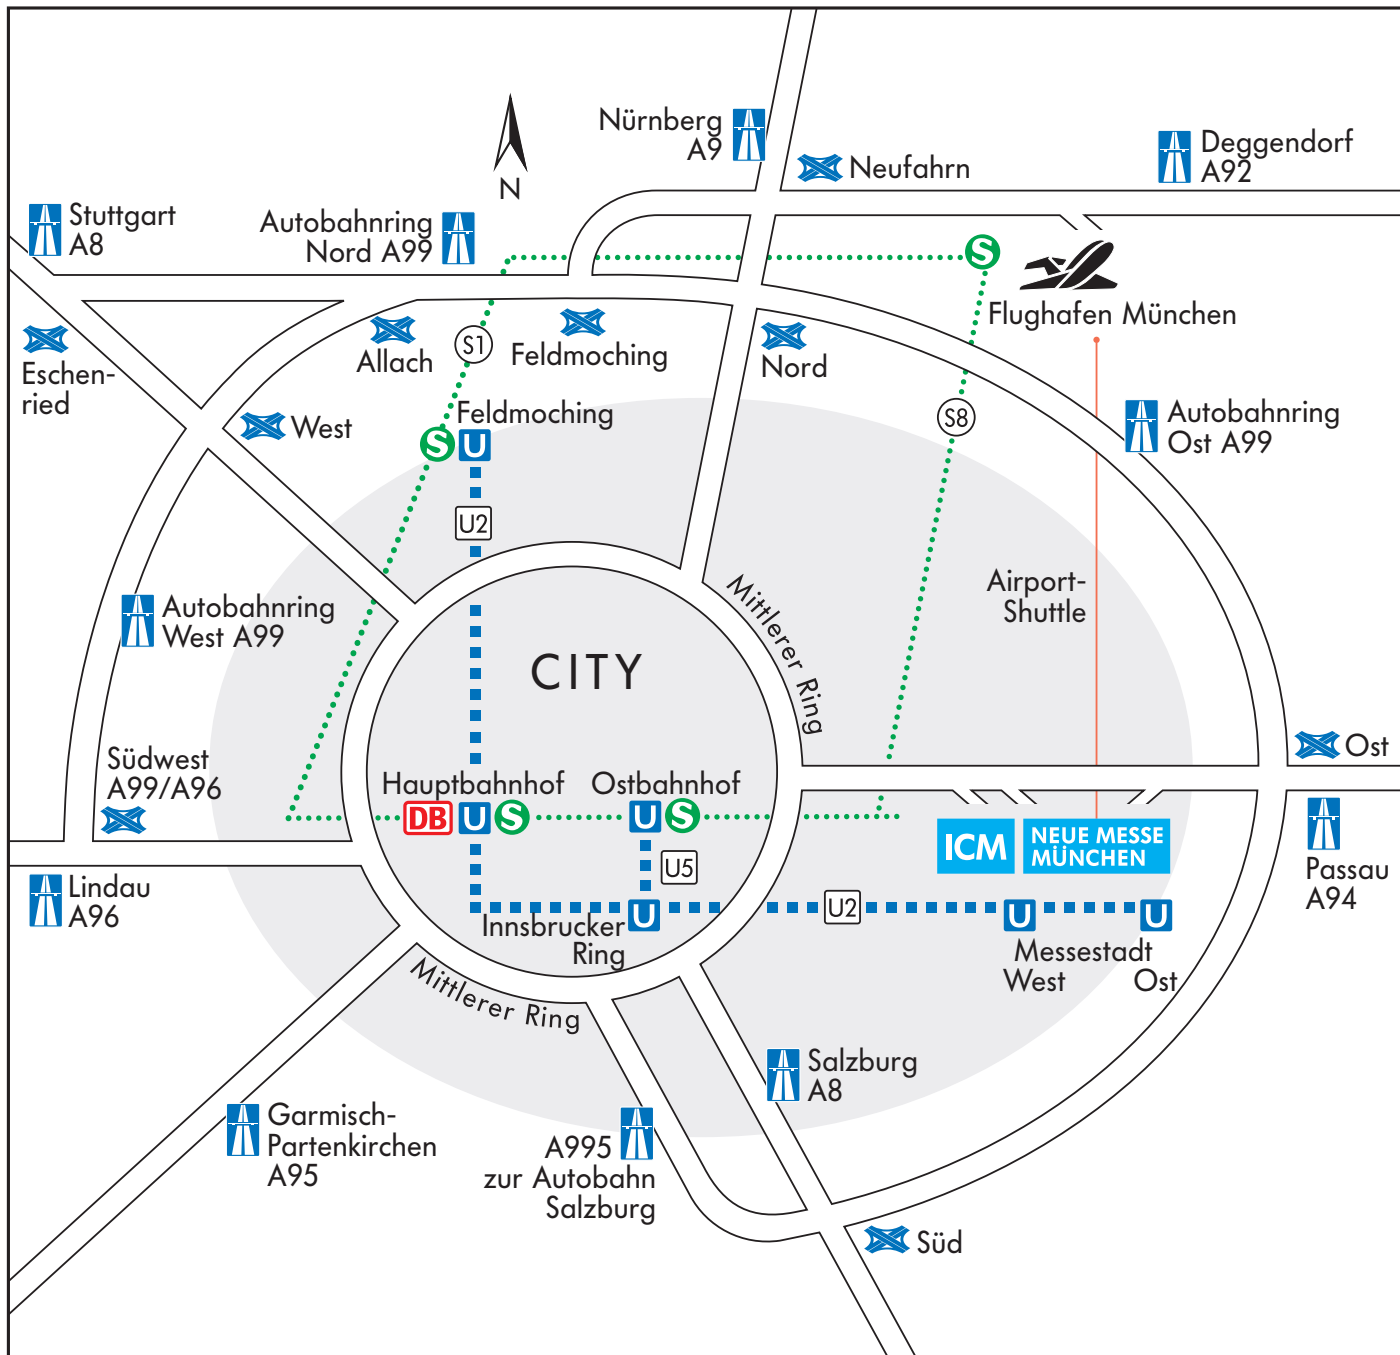 Nürnberg
A9
Neufahrn
Deggendorf
A92
N
Stuttgart
A8
Autobahnring
Nord A99
S
Flughafen München
Eschen-
ried
Allach
S1
Feldmoching
Nord
West
Feldmoching
S U
S8
Autobahnring
Ost A99
U2
Airport-
Shuttle
Mittlerer Ring
Autobahnring
West A99
CITY
Südwest
A99/A96
Ost
Hauptbahnhof
DB U S
Ostbahnhof
U S
ICM
NEUE MESSE
MÜNCHEN
U5
Passau
A94
Lindau
A96
Innsbrucker
Ring
U
U2
U
U
Messestadt
West Ost
Mittlerer Ring
Salzburg
A8
Garmisch-
Partenkirchen
A95
A995
zur Autobahn
Salzburg
Süd